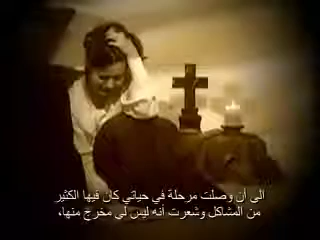 الى أن وصلت مرحلة في حياتي كان فيها الكثير
من المشاكل وشعرت أنه ليس لي مخرج منها،